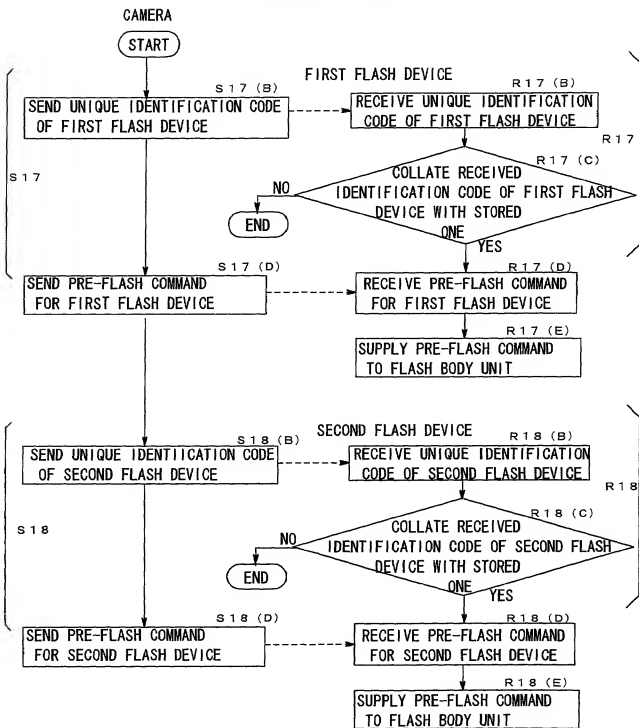 CAMERA
START
FIRST FLASH DEVICE
S17 (B)
R17 (B)
SEND UNIQUE IDENTIFICATION CODE
OF FIRST FLASH DEVICE
RECEIVE UNIQUE IDENTIFICATION
CODE OF FIRST FLASH DEVICE
R17
R17 (C)
S17
COLLATE RECEIVED
IDENTIFICATION CODE OF FIRST FLASH
DEVICE WITH STORED
ONE
NO
END
YES
S17 (D)
R17 (D)
SEND PRE-FLASH COMMAND
FOR FIRST FLASH DEVICE
RECEIVE PRE-FLASH COMMAND
FOR FIRST FLASH DEVICE
R17 (E)
SUPPLY PRE-FLASH COMMAND
TO FLASH BODY UNIT
SECOND FLASH DEVICE
S18 (B)
R18 (B)
SEND UNIQUE IDENTIICATION CODE
OF SECOND FLASH DEVICE
RECEIVE UNIQUE IDENTIFICATION
CODE OF SECOND FLASH DEVICE
R18
R18 (C)
S18
COLLATE RECEIVED
IDENTIFICATION CODE OF SECOND FLASH
DEVICE WITH STORED
ONE
NO
END
YES
S18 (D)
R18 (D)
SEND PRE-FLASH COMMAND
FOR SECOND FLASH DEVICE
RECEIVE PRE-FLASH COMMAND
FOR SECOND FLASH DEVICE
R18 (E)
SUPPLY PRE-FLASH COMMAND
TO FLASH BODY UNIT